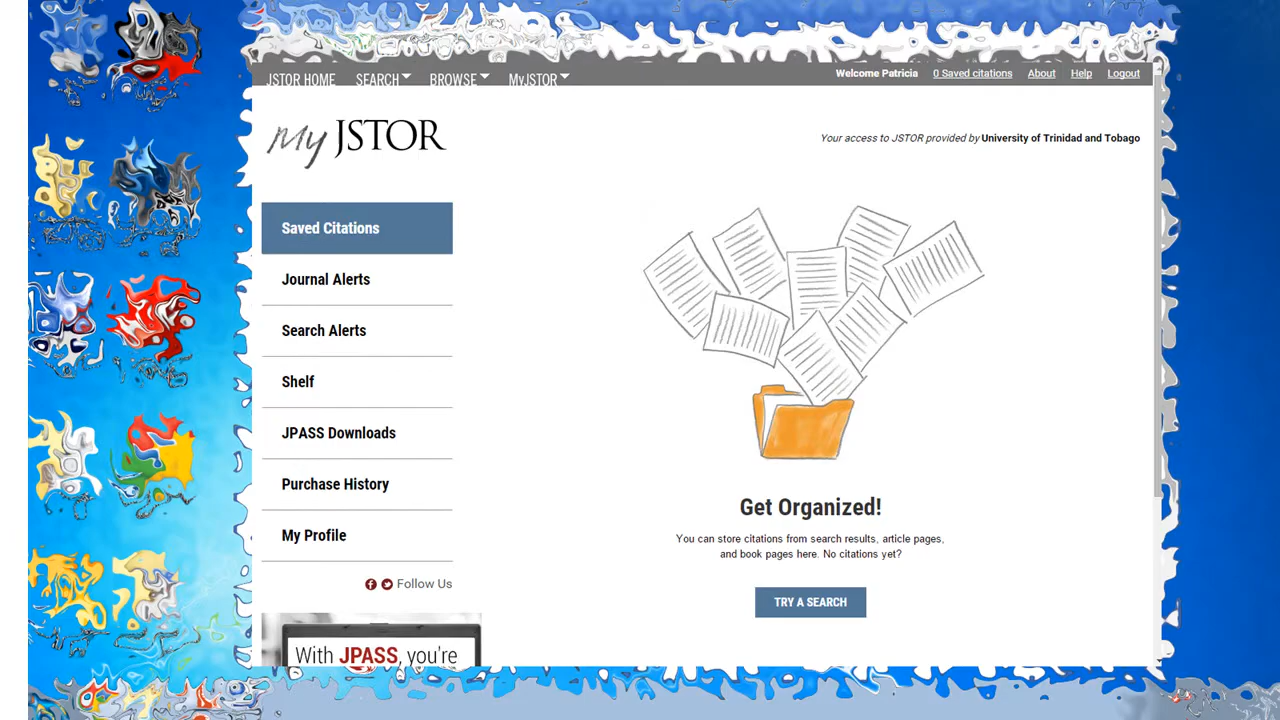 JSTOR HOME SEARCH BROWSE MyJSTOR
Welcome Patricia 0 Saved citations About Help Logout
My JSTOR
Your access to JSTOR provided by University of Trinidad and Tobago
Saved Citations
Journal Alerts
Search Alerts
Shelf
JPASS Downloads
Purchase History
My Profile
Follow Us
With JPASS, you're
Get Organized!
You can store citations from search results, article pages,
and book pages here. No citations yet?
TRY A SEARCH